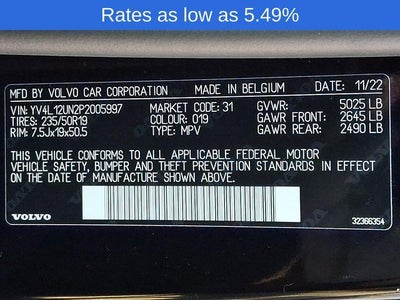 Rates as low as 5.49%
MFD. BY VOLVO CAR CORPORATION MADE IN BELGIUM DATE: 11/22
VIN: YV4L12UN2P2005997 MARKET CODE: 31 GVWR: 5025 LB
TIRES: 235/50R19 COLOUR: 019 GAWR FRONT: 2645 LB
RIM: 7.5Jx19x50.5 TYPE: MPV GAWR REAR: 2490 LB
THIS VEHICLE CONFORMS TO ALL APPLICABLE FEDERAL MOTOR
VEHICLE SAFETY, BUMPER, AND THEFT PREVENTION STANDARDS IN EFFECT
ON THE DATE OF MANUFACTURE SHOWN ABOVE.
VOLVO 32366354